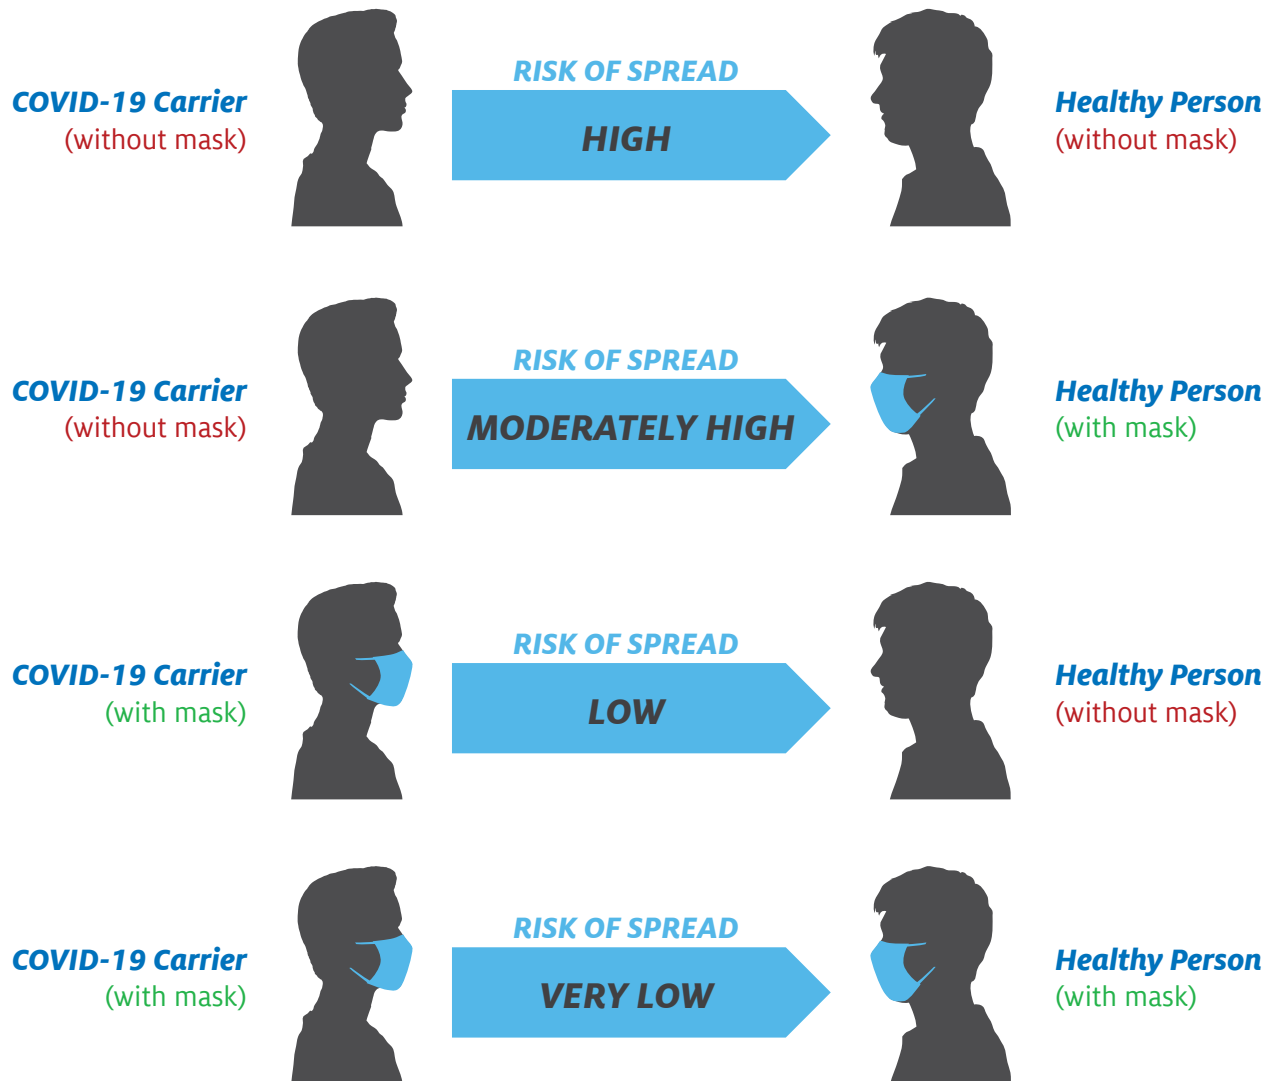 RISK OF SPREAD
COVID-19 Carrier
(without mask)
HIGH
Healthy Person
(without mask)
RISK OF SPREAD
COVID-19 Carrier
(without mask)
MODERATELY HIGH
Healthy Person
(with mask)
RISK OF SPREAD
COVID-19 Carrier
(with mask)
LOW
Healthy Person
(without mask)
RISK OF SPREAD
COVID-19 Carrier
(with mask)
VERY LOW
Healthy Person
(with mask)